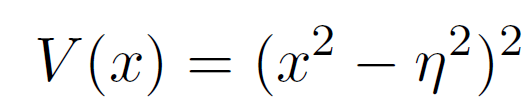 V(x) = (x² − η²)²